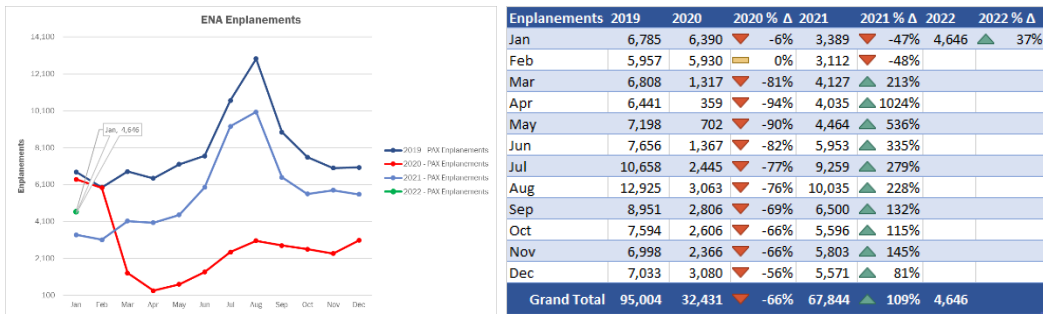 ENA Enplanements
14,100
12,100
10,100
8,100
6,100
4,100
2,100
100
Enplanements
Jan, 4,646
Jan Feb Mar Apr May Jun Jul Aug Sep Oct Nov Dec
2019 - PAX Enplanements
2020 - PAX Enplanements
2021 - PAX Enplanements
2022 - PAX Enplanements
Enplanements 2019 2020 2020 % Δ 2021 2021 % Δ 2022 2022 % Δ
Jan 6,785 6,390 -6% 3,389 -47% 4,646 37%
Feb 5,957 5,930 0% 3,112 -48%
Mar 6,808 1,317 -81% 4,127 213%
Apr 6,441 359 -94% 4,035 1024%
May 7,198 702 -90% 4,464 536%
Jun 7,656 1,367 -82% 5,953 335%
Jul 10,658 2,445 -77% 9,259 279%
Aug 12,925 3,063 -76% 10,035 228%
Sep 8,951 2,806 -69% 6,500 132%
Oct 7,594 2,606 -66% 5,596 115%
Nov 6,998 2,366 -66% 5,803 145%
Dec 7,033 3,080 -56% 5,571 81%
Grand Total 95,004 32,431 -66% 67,844 109% 4,646